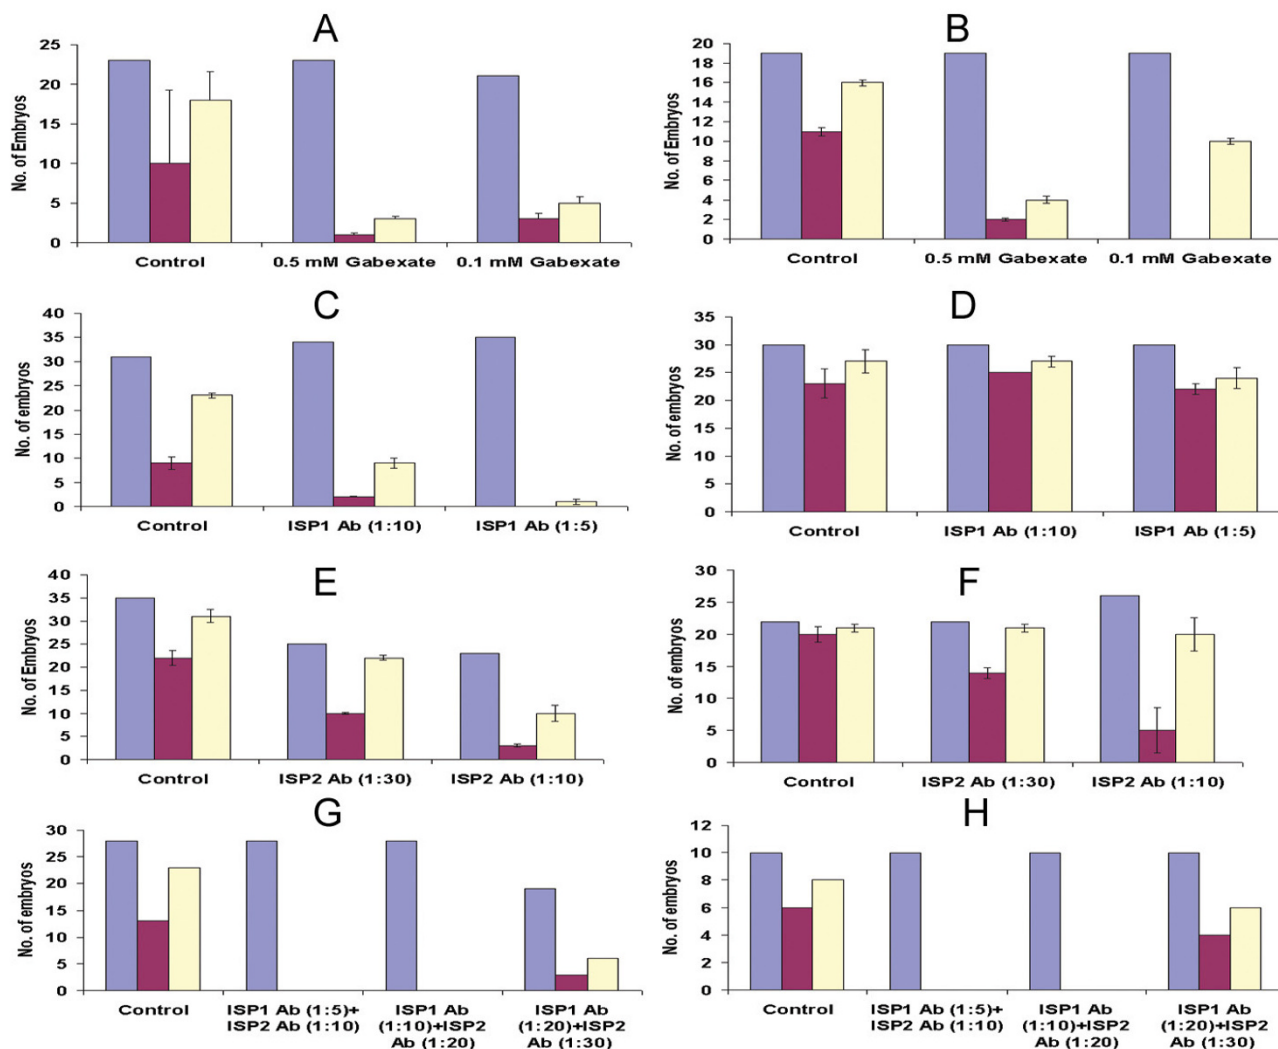 A
No. of Embryos
25
20
15
10
5
0
Control
0.5 mM Gabexate
0.1 mM Gabexate
B
No. of Embryos
20
18
16
14
12
10
8
6
4
2
0
Control
0.5 mM Gabexate
0.1 mM Gabexate
C
No. of embryos
40
35
30
25
20
15
10
5
0
Control
ISP1 Ab (1:10)
ISP1 Ab (1:5)
D
No. of embryos
35
30
25
20
15
10
5
0
Control
ISP1 Ab (1:10)
ISP1 Ab (1:5)
E
No. of Embryos
40
35
30
25
20
15
10
5
0
Control
ISP2 Ab (1:30)
ISP2 Ab (1:10)
F
No. of embryos
30
25
20
15
10
5
0
Control
ISP2 Ab (1:30)
ISP2 Ab (1:10)
G
No. of embryos
30
25
20
15
10
5
0
Control
ISP1 Ab (1:5)+
ISP2 Ab (1:10)
ISP1 Ab
(1:10)+ISP2
Ab (1:20)
ISP1 Ab
(1:20)+ISP2
Ab (1:30)
H
No. of embryos
12
10
8
6
4
2
0
Control
ISP1 Ab (1:5)+
ISP2 Ab (1:10)
ISP1 Ab
(1:10)+ISP2
Ab (1:20)
ISP1 Ab
(1:20)+ISP2
Ab (1:30)